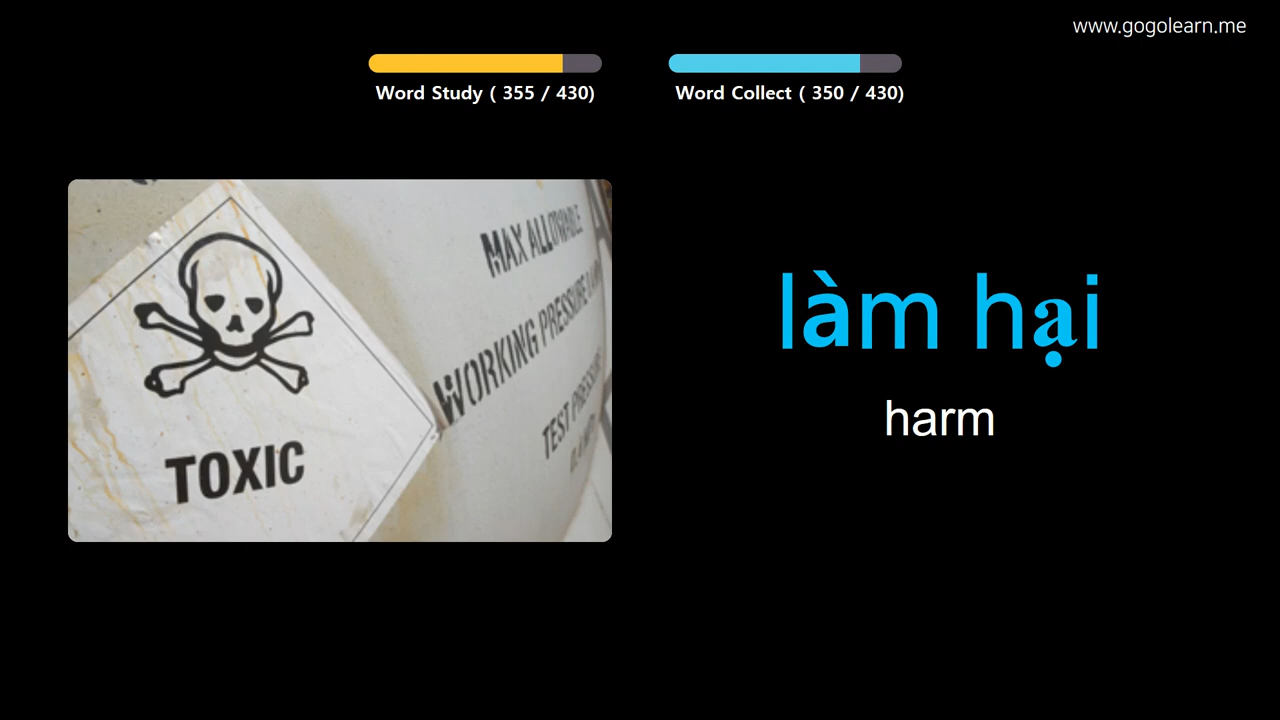 www.gogolearn.me
Word Study ( 355 / 430)
Word Collect ( 350 / 430)
MAX ALLOWABLE
WORKING PRESSURE
TEST PRESSURE
TOXIC
làm hại
harm